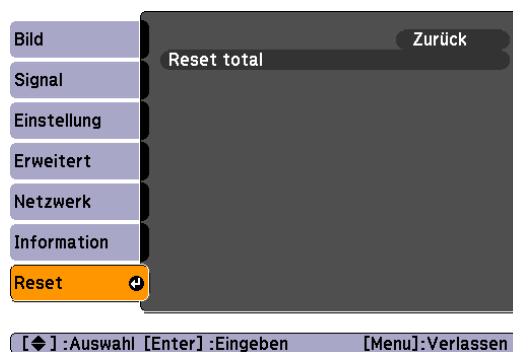 Bild
Signal
Einstellung
Erweitert
Netzwerk
Information
Reset
Zurück
Reset total
[◆] :Auswahl [Enter] :Eingeben [Menu]:Verlassen